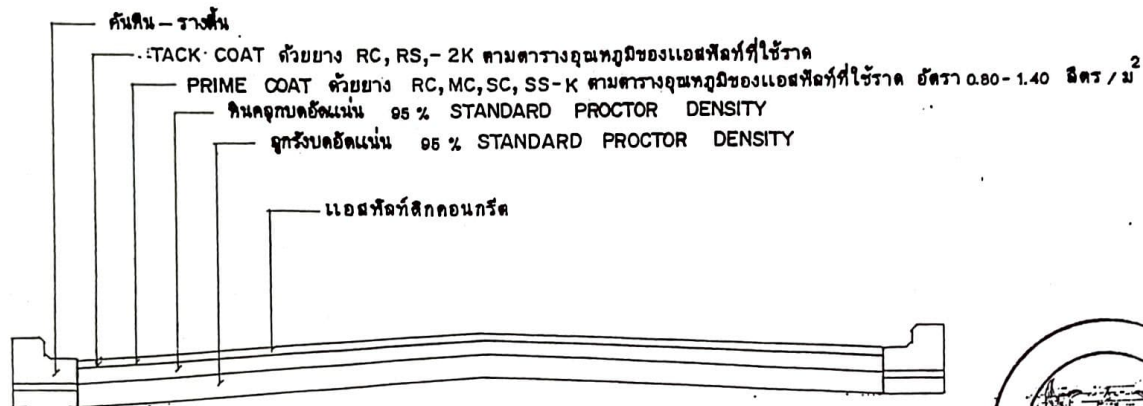 คันหิน – รางตื้น
TACK COAT ด้วยยาง RC, RS, - 2K ตามตารางอุณหภูมิของแอสฟัลท์ที่ใช้ราด
PRIME COAT ด้วยยาง RC, MC, SC, SS-K ตามตารางอุณหภูมิของแอสฟัลท์ที่ใช้ราด อัตรา 0.80 - 1.40 ลิตร / ม²
หินคลุกบดอัดแน่น 95 % STANDARD PROCTOR DENSITY
ลูกรังบดอัดแน่น 95 % STANDARD PROCTOR DENSITY
แอสฟัลท์ติกคอนกรีต